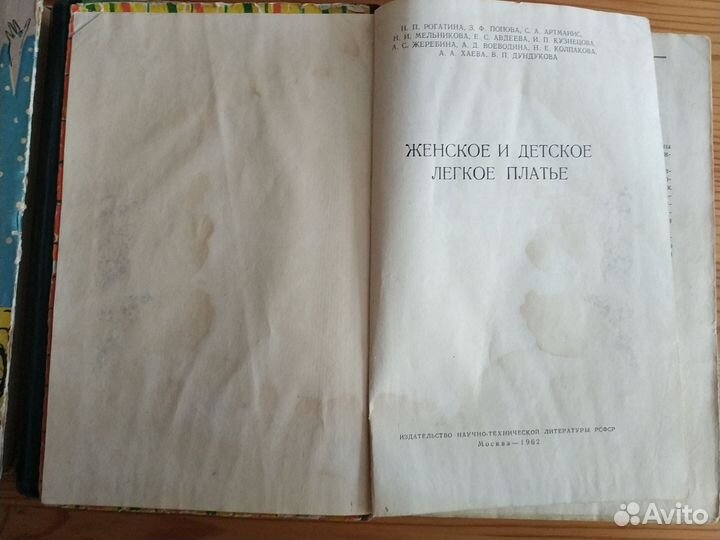 Н. П. РОГАТИНА, З. Ф. ПОПОВА, С. А. АРТМАНИС,
Н. И. МЕЛЬНИКОВА, Е. С. АВДЕЕВА, И. П. КУЗНЕЦОВА,
А. С. ЖЕРЕБИНА, А. Д. ВОЕВОДИНА, Н. Е. КОЛПАКОВА,
А. А. ХАЕВА, В. П. ДУНДУКОВА
ЖЕНСКОЕ И ДЕТСКОЕ
ЛЕГКОЕ ПЛАТЬЕ
ИЗДАТЕЛЬСТВО НАУЧНО-ТЕХНИЧЕСКОЙ ЛИТЕРАТУРЫ РСФСР
Москва—1962
Avito